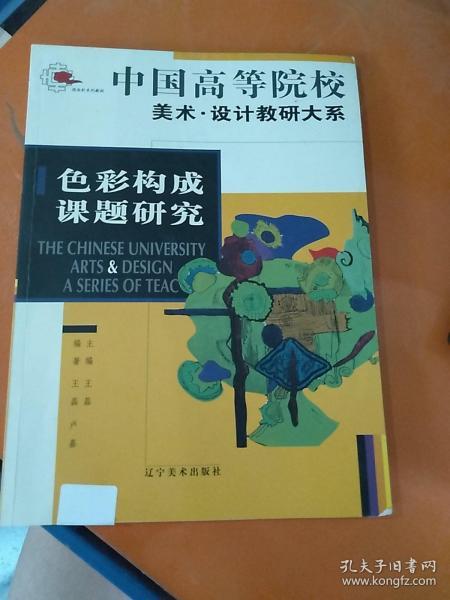 中国高等院校
美术·设计教研大系
色彩构成
课题研究
THE CHINESE UNIVERSITY
ARTS & DESIGN
A SERIES OF TEAC
主编 王磊
编著 王磊 卢嘉
辽宁美术出版社
孔夫子旧书网
www.kongfz.com